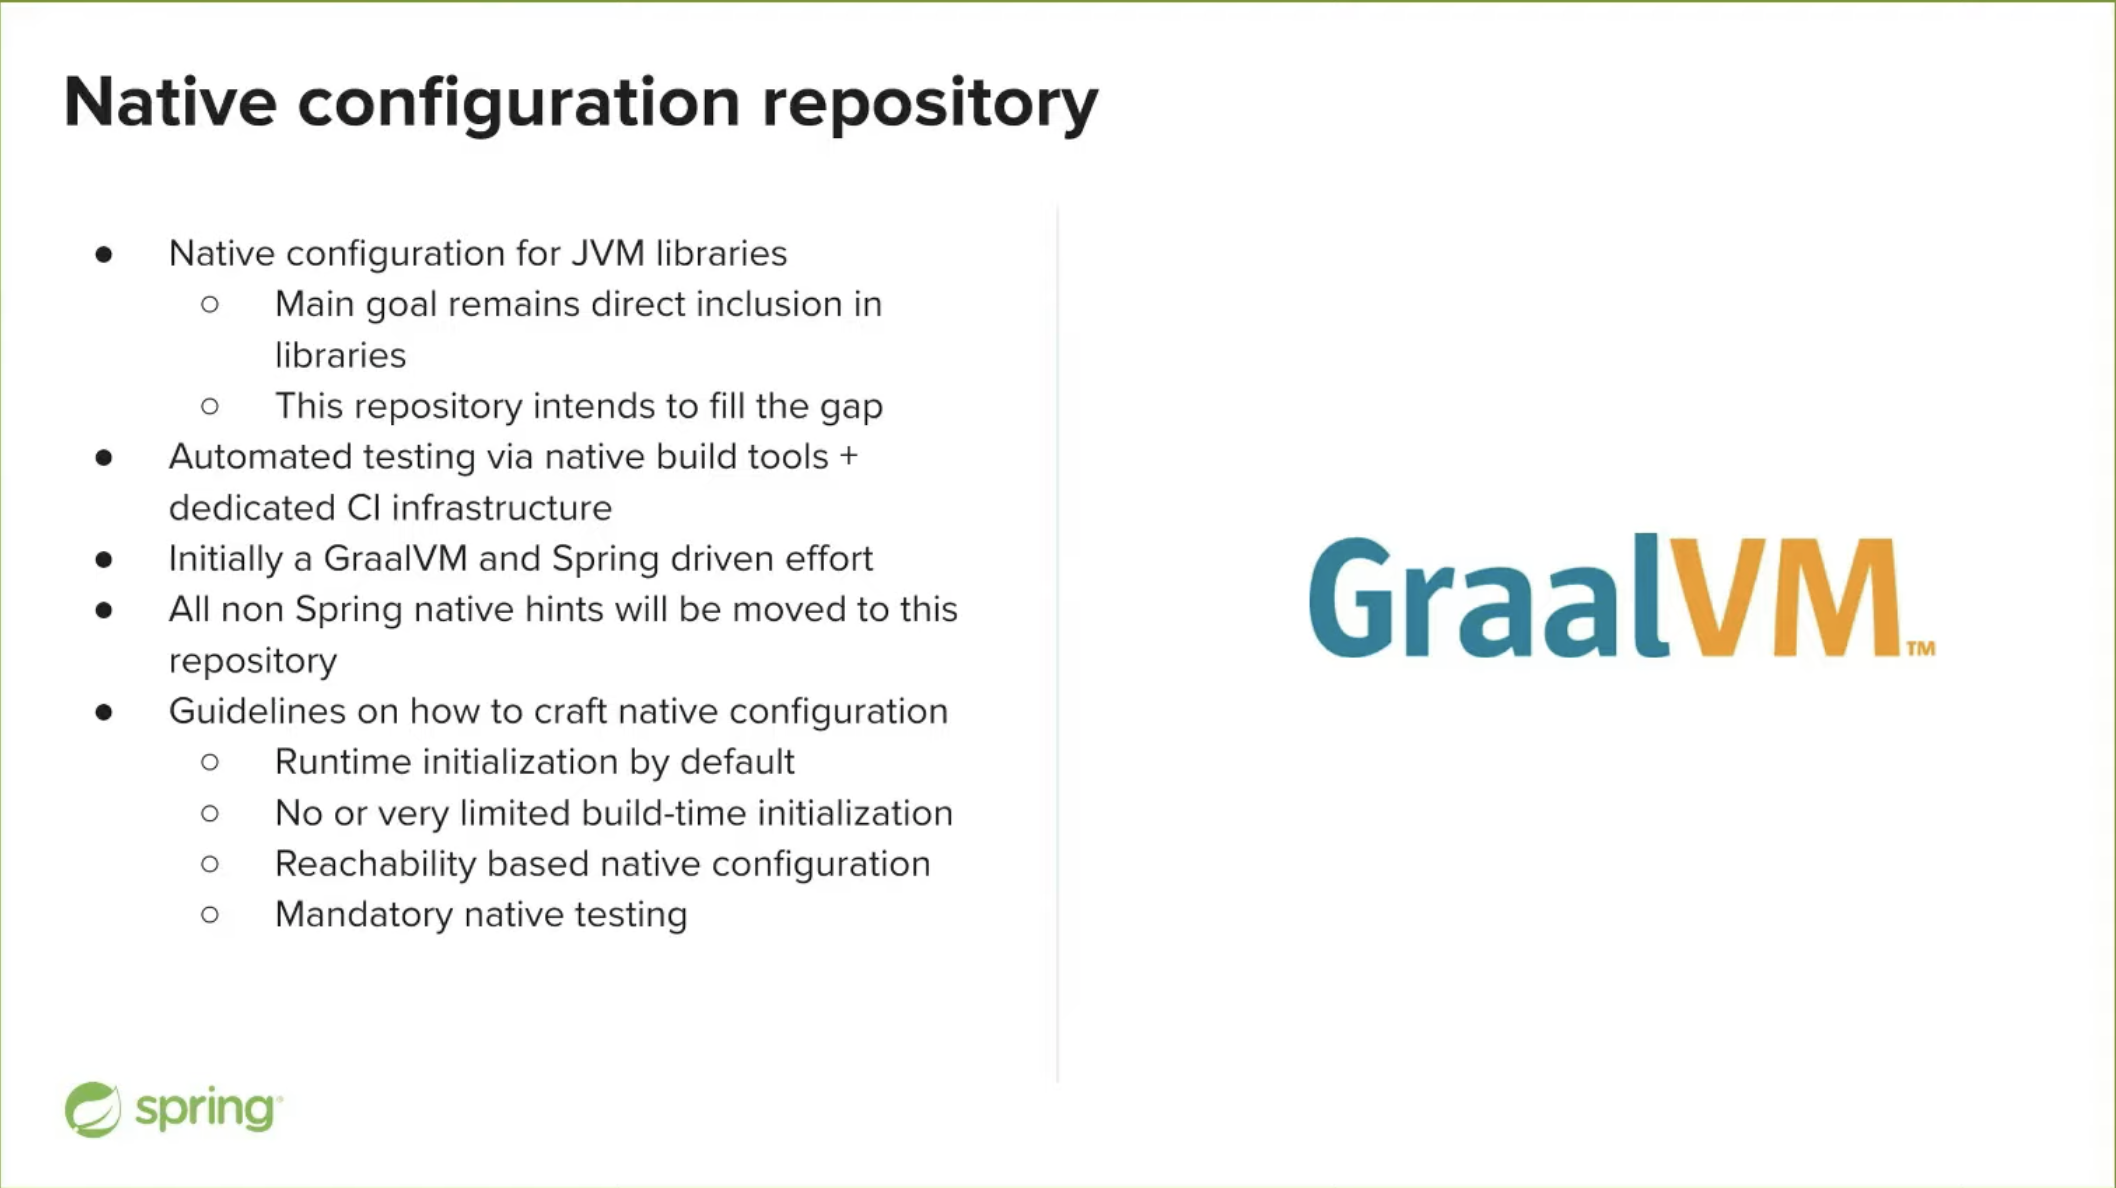 Native configuration repository
● Native configuration for JVM libraries
○ Main goal remains direct inclusion in
libraries
○ This repository intends to fill the gap
● Automated testing via native build tools +
dedicated CI infrastructure
● Initially a GraalVM and Spring driven effort
● All non Spring native hints will be moved to this
repository
● Guidelines on how to craft native configuration
○ Runtime initialization by default
○ No or very limited build-time initialization
○ Reachability based native configuration
○ Mandatory native testing
GraalVM™
spring®